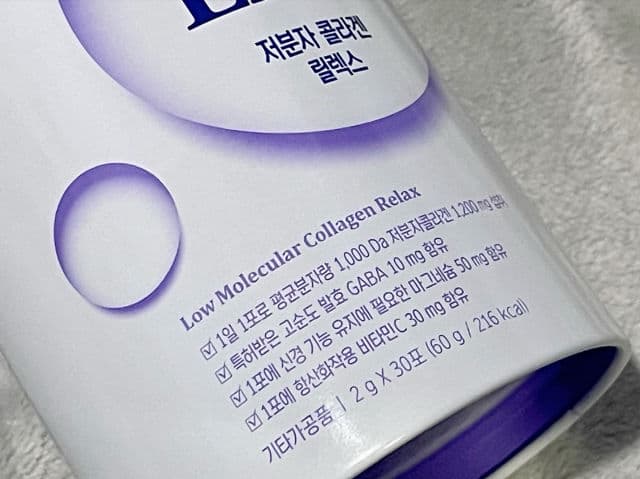 저분자 콜라겐
릴렉스
Low Molecular Collagen Relax
☑ 1일 1포로 평균분자량 1,000 Da 저분자콜라겐 1,200 mg 섭취
☑ 특허받은 고순도 발효 GABA 10 mg 함유
☑ 1포에 신경 기능 유지에 필요한 마그네슘 50 mg 함유
☑ 1포에 항산화작용 비타민C 30 mg 함유
기타가공품 | 2 g X 30포 (60 g / 216 kcal)